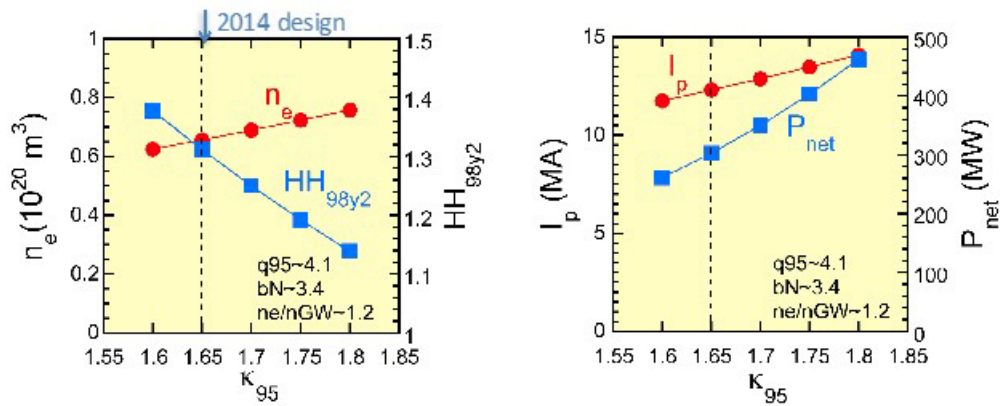 2014 design
1
0.8
0.6
0.4
0.2
0
n_e(10^20 m^3)
1.5
1.4
1.3
1.2
1.1
1
HH_98y2
n_e
HH_98y2
q95~4.1
bN~3.4
ne/nGW~1.2
1.55 1.6 1.65 1.7 1.75 1.8 1.85
κ_95
15
10
5
0
I_p (MA)
500
400
300
200
100
0
P_net (MW)
I_p
P_net
q95~4.1
bN~3.4
ne/nGW~1.2
1.55 1.6 1.65 1.7 1.75 1.8 1.85
κ_95